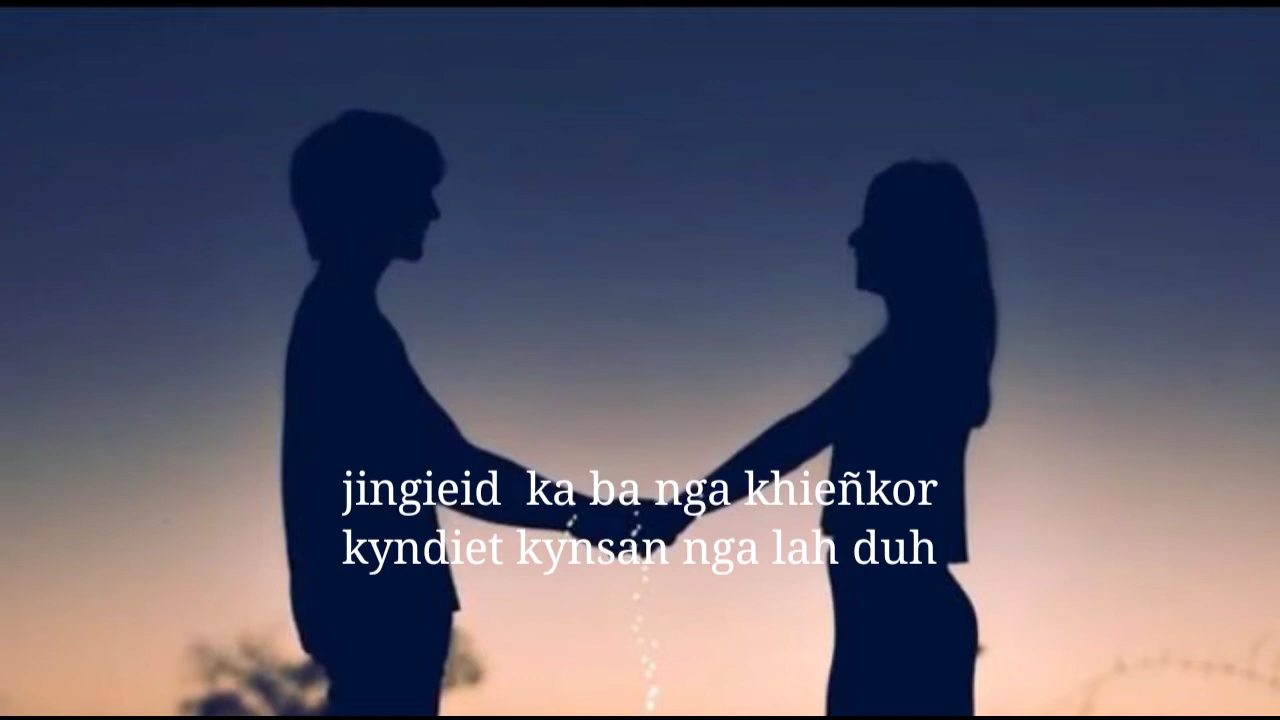 jingieid ka ba nga khieñkor
kyndiet kynsan nga lah duh